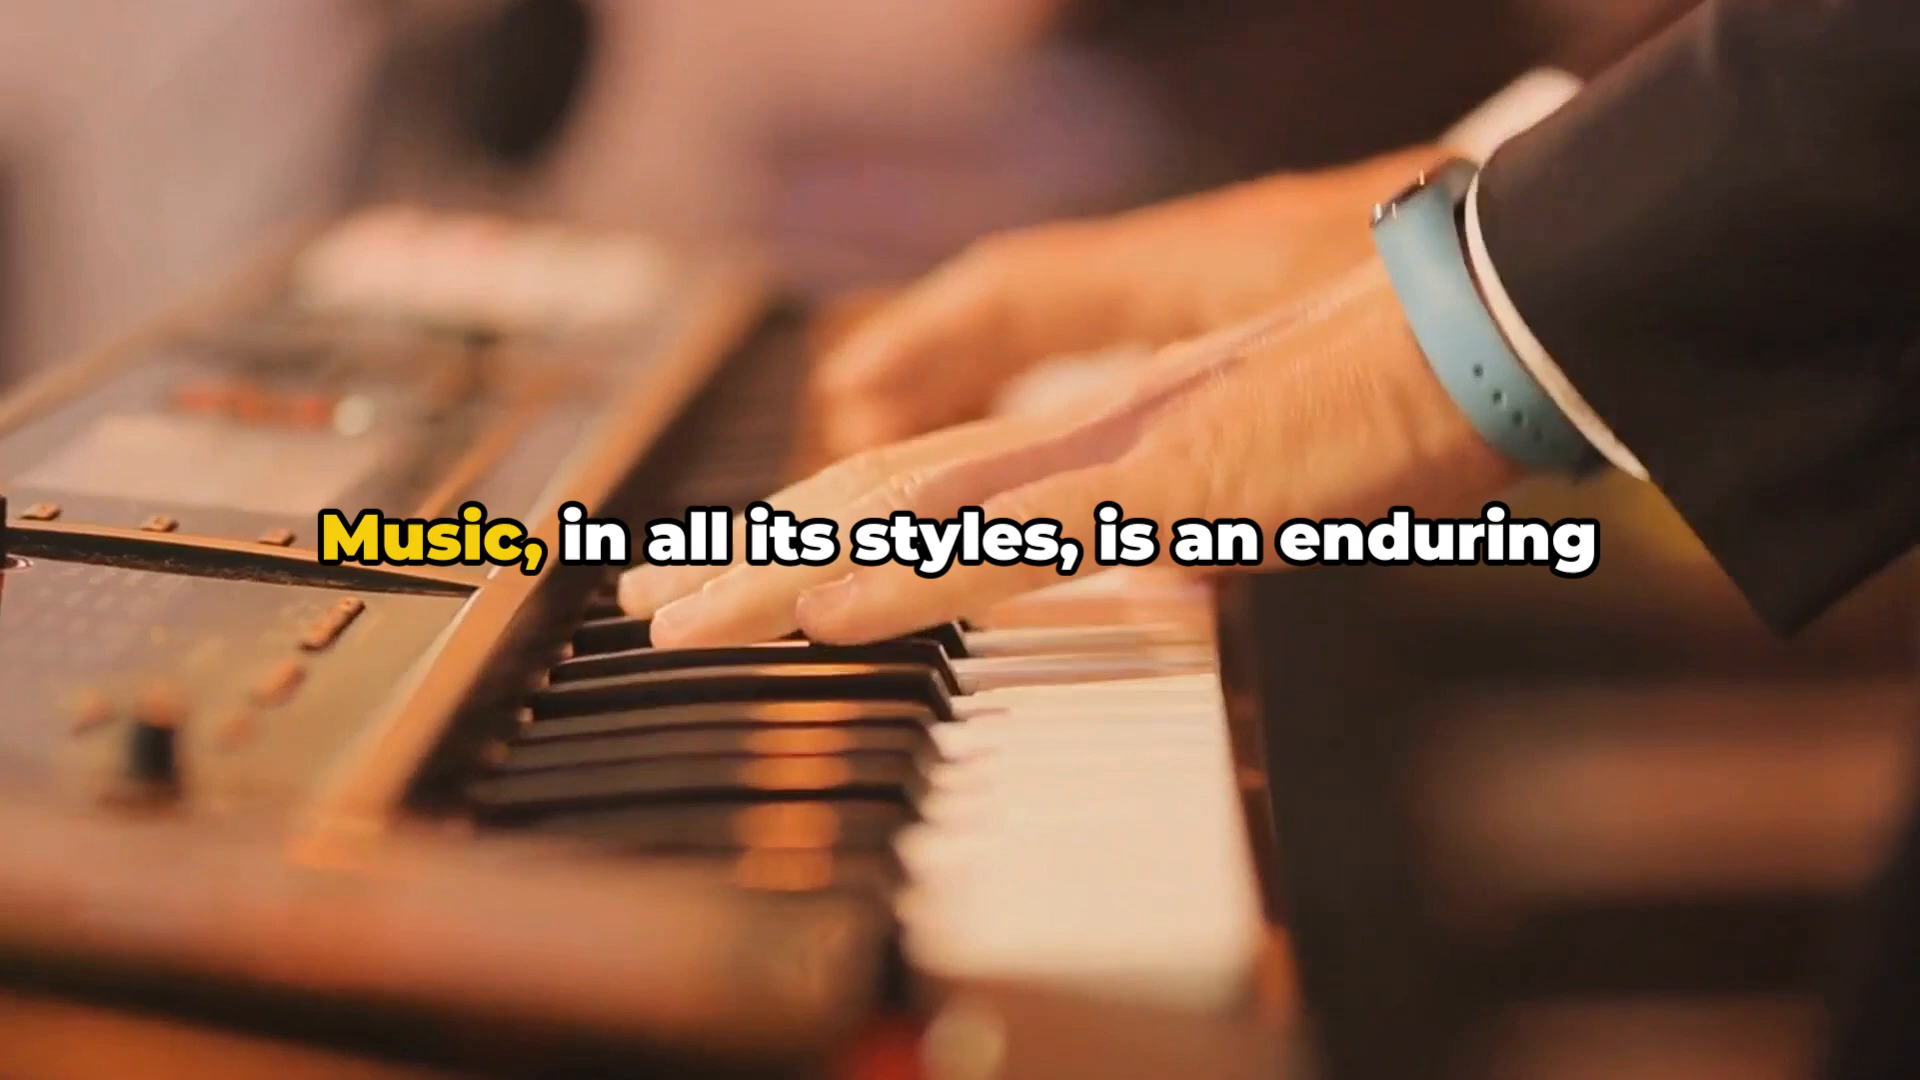 Music, in all its styles, is an enduring